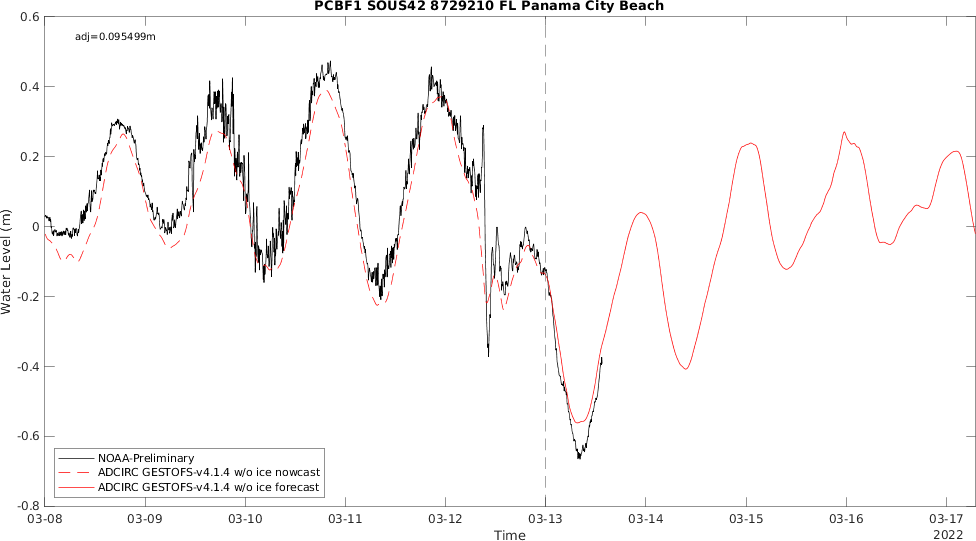 PCBF1 SOUS42 8729210 FL Panama City Beach
adj=0.095499m
Water Level (m)
0.6
0.4
0.2
0
-0.2
-0.4
-0.6
-0.8
NOAA-Preliminary
ADCIRC GESTOFS-v4.1.4 w/o ice nowcast
ADCIRC GESTOFS-v4.1.4 w/o ice forecast
03-08 03-09 03-10 03-11 03-12 03-13 03-14 03-15 03-16 03-17
Time
2022